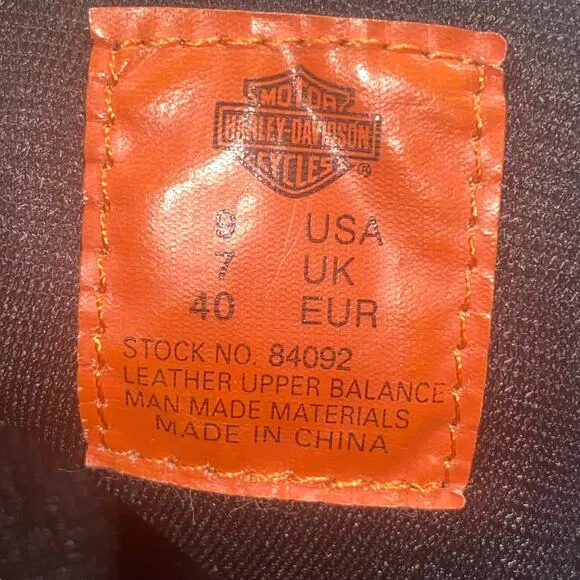 MOTOR
HARLEY-DAVIDSON
CYCLES
®
9 USA
7 UK
40 EUR
STOCK NO. 84092
LEATHER UPPER BALANCE
MAN MADE MATERIALS
MADE IN CHINA